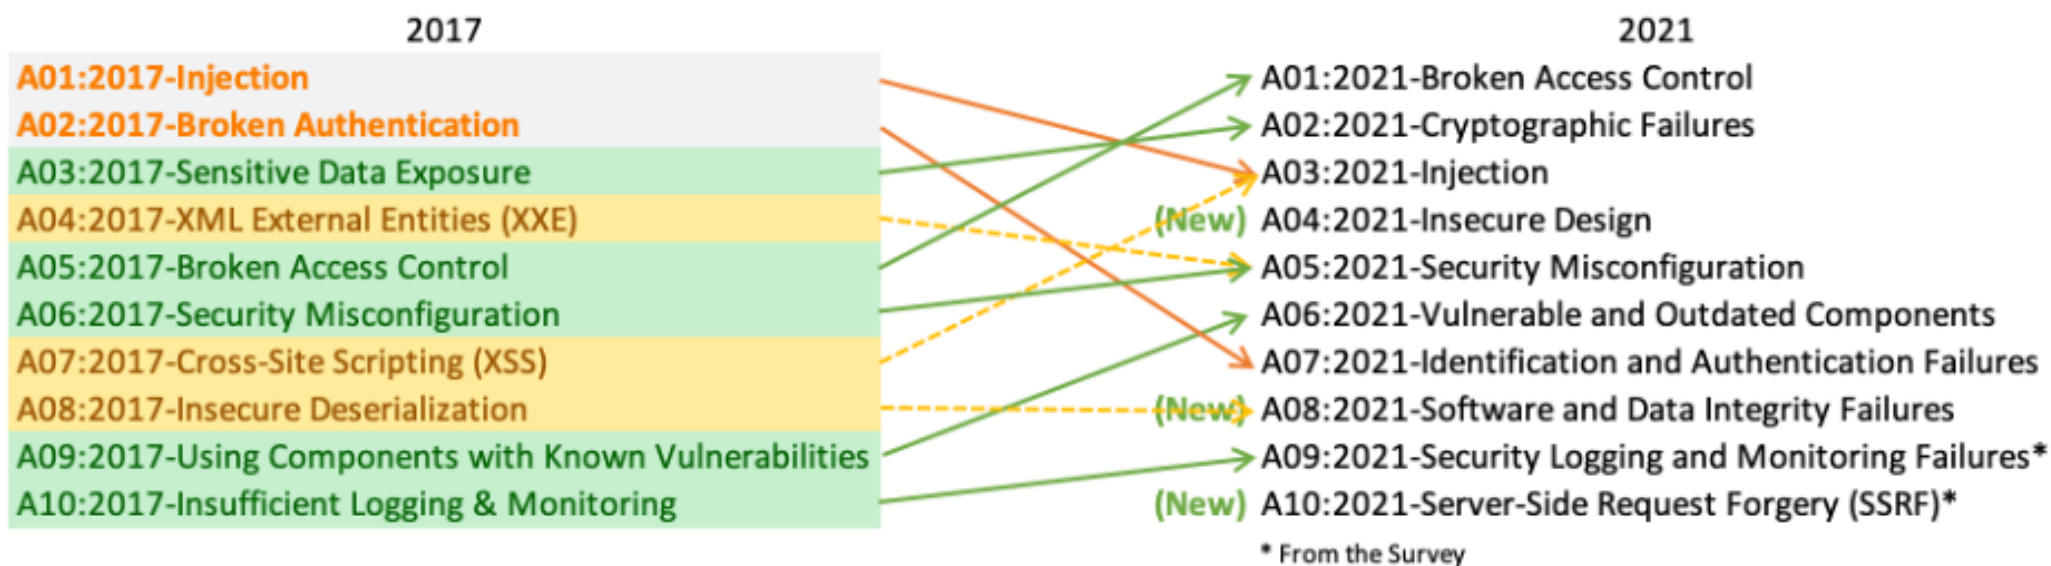 2017
A01:2017-Injection
A02:2017-Broken Authentication
A03:2017-Sensitive Data Exposure
A04:2017-XML External Entities (XXE)
A05:2017-Broken Access Control
A06:2017-Security Misconfiguration
A07:2017-Cross-Site Scripting (XSS)
A08:2017-Insecure Deserialization
A09:2017-Using Components with Known Vulnerabilities
A10:2017-Insufficient Logging & Monitoring
2021
A01:2021-Broken Access Control
A02:2021-Cryptographic Failures
A03:2021-Injection
(New) A04:2021-Insecure Design
A05:2021-Security Misconfiguration
A06:2021-Vulnerable and Outdated Components
A07:2021-Identification and Authentication Failures
(New) A08:2021-Software and Data Integrity Failures
A09:2021-Security Logging and Monitoring Failures*
(New) A10:2021-Server-Side Request Forgery (SSRF)*
* From the Survey